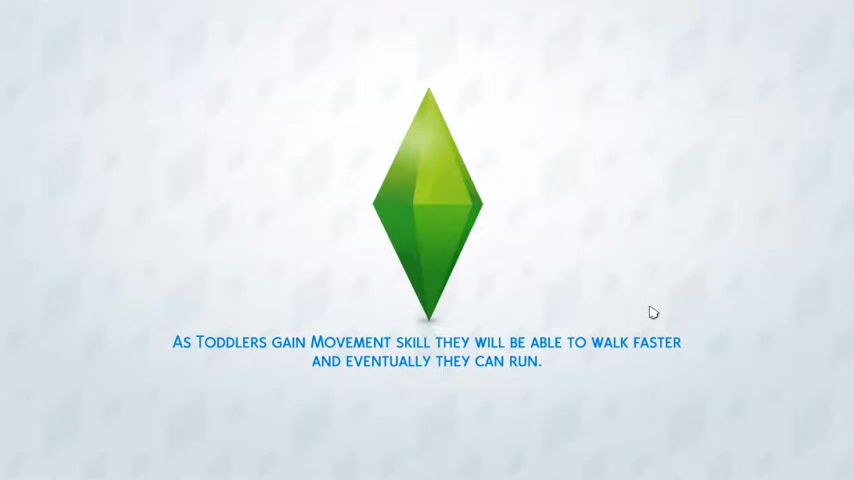 As Toddlers gain Movement skill they will be able to walk faster
and eventually they can run.